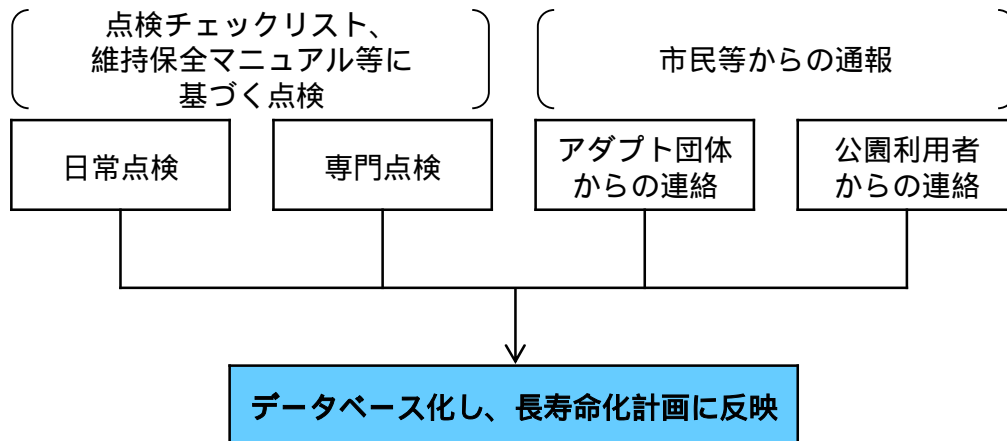 点検チェックリスト、
維持保全マニュアル等に
基づく点検
市民等からの通報
日常点検
専門点検
アダプト団体
からの連絡
公園利用者
からの連絡
データベース化し、長寿命化計画に反映